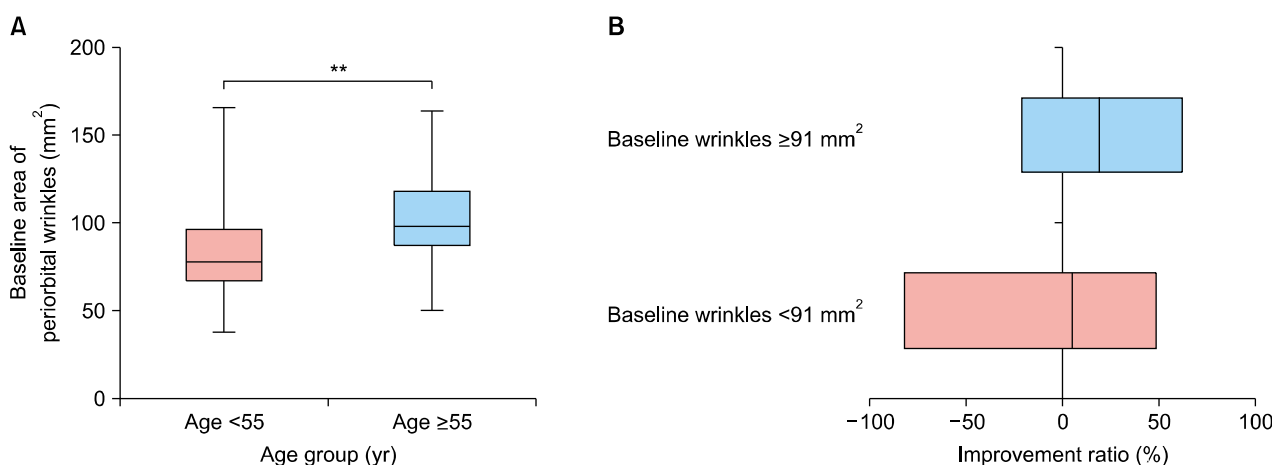 A
Baseline area of
periorbital wrinkles (mm²)
200
150
100
50
0
**
Age <55
Age ≥55
Age group (yr)
B
Baseline wrinkles ≥91 mm²
Baseline wrinkles <91 mm²
−100
−50
0
50
100
Improvement ratio (%)